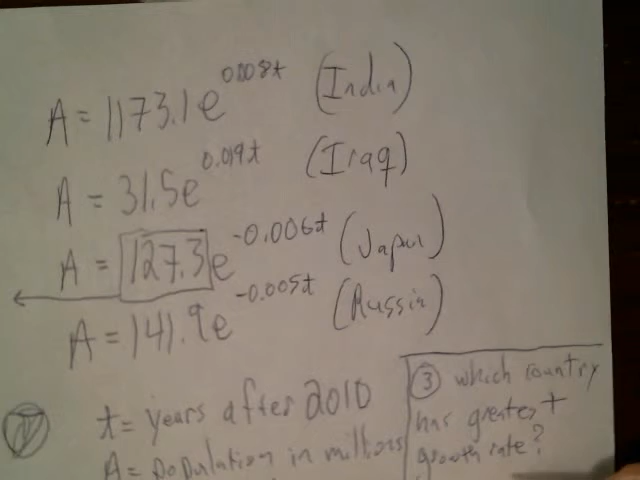 A = 1173.1e^0.008t (India)
A = 31.5e^0.019t (Iraq)
A = 127.3e^-0.006t (Japan)
A = 141.9e^-0.005t (Russia)
t = years after 2010
A = population in millions
③ which country
has greatest
growth rate?